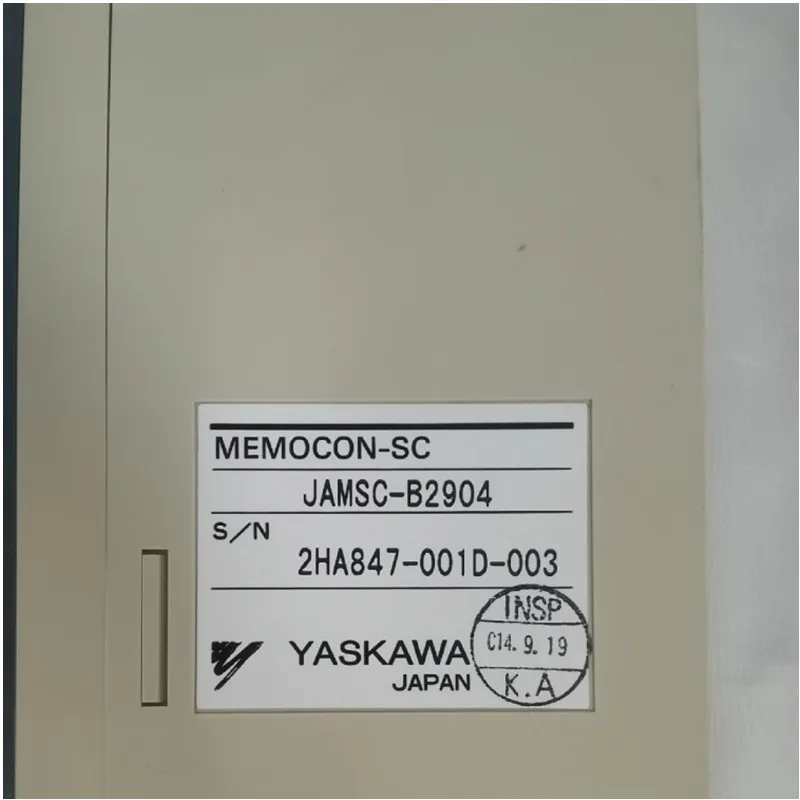 MEMOCON-SC
JAMSC-B2904
S/N
2HA847-001D-003
YASKAWA
JAPAN
INSP
C14. 9. 19
K.A